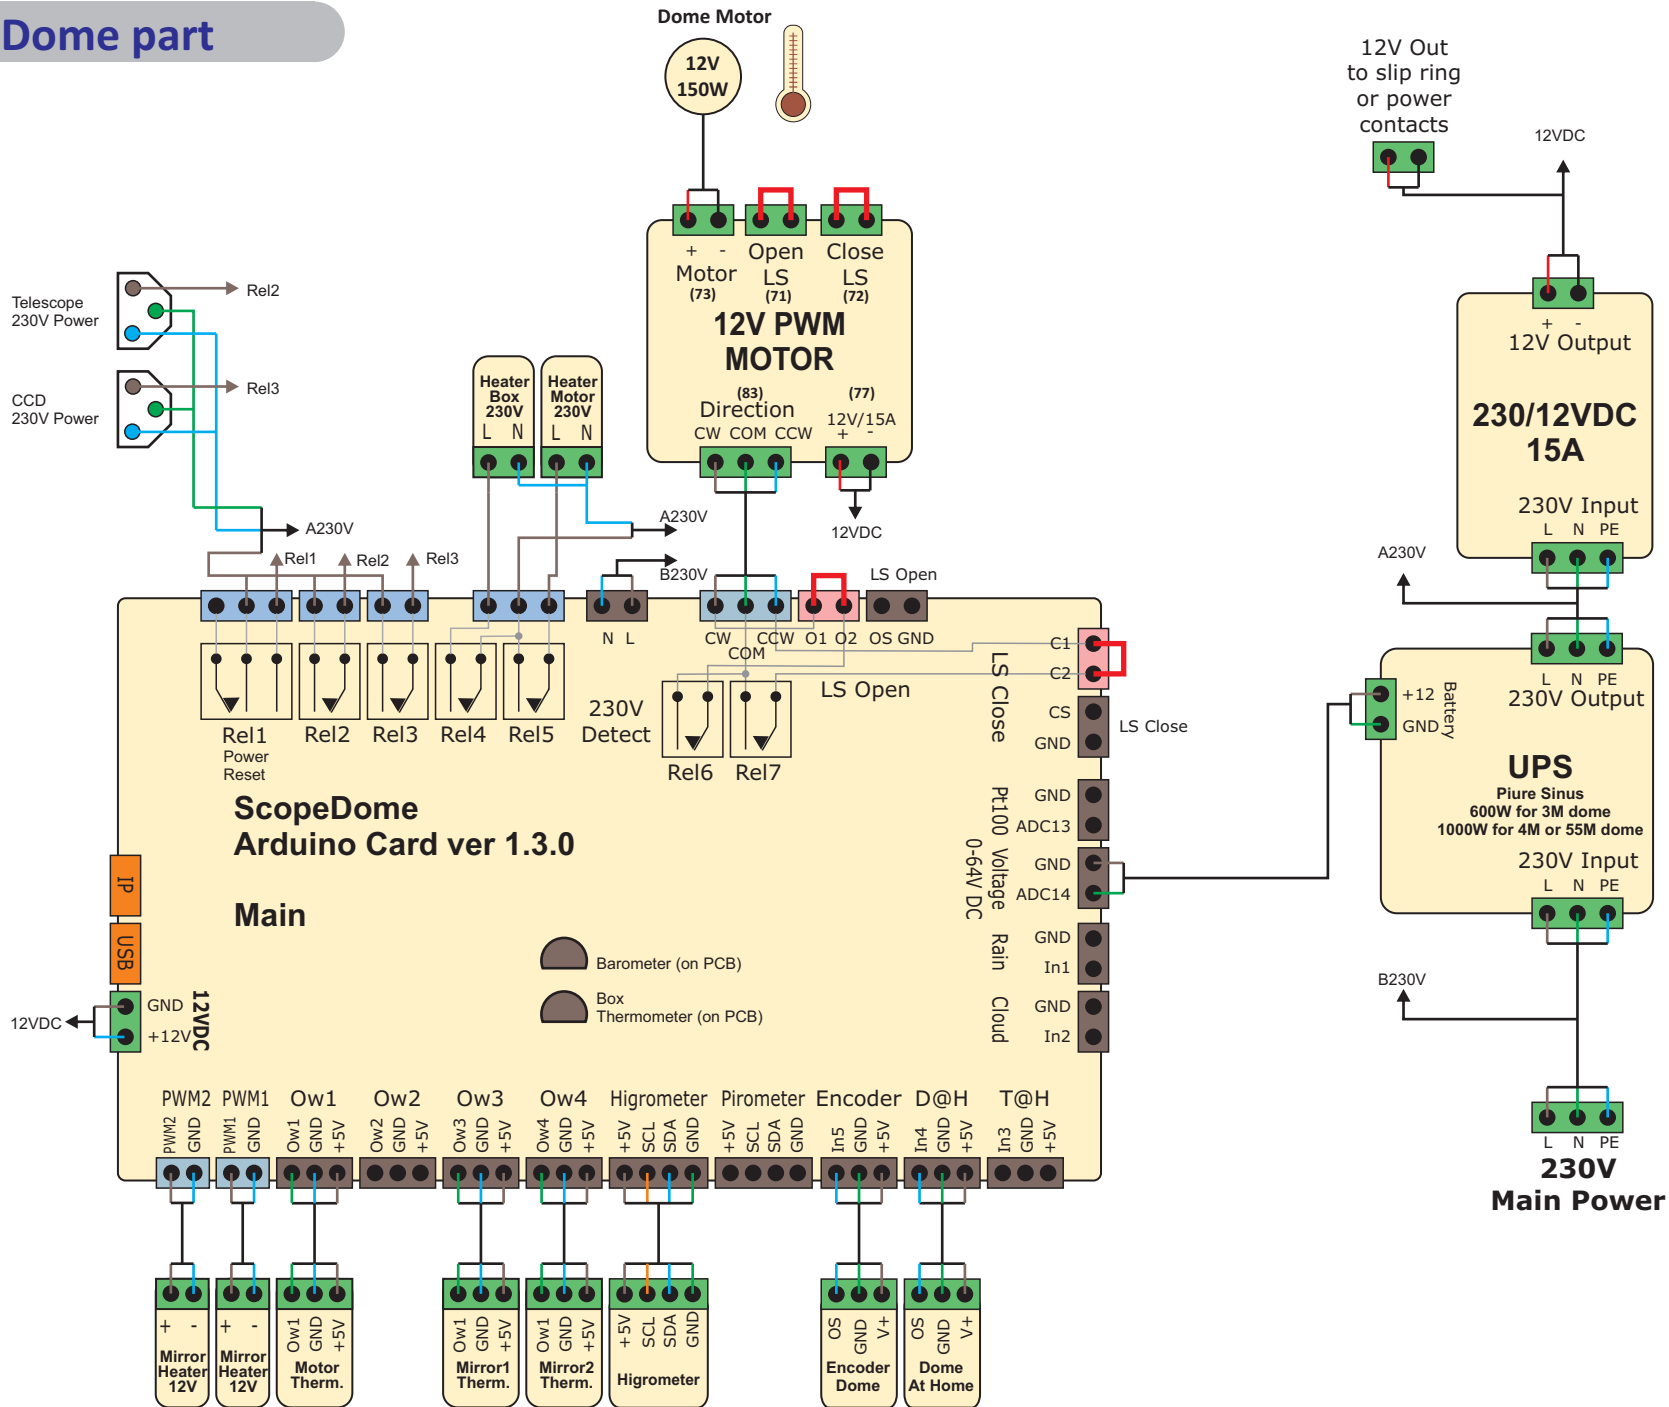 Dome part
Dome Motor
12V
150W
12V Out
to slip ring
or power
contacts
12VDC
+ -
Motor
(73)
Open
LS
(71)
Close
LS
(72)
12V PWM
MOTOR
(83)
Direction
CW COM CCW
(77)
12V/15A
+ -
12VDC
Telescope
230V Power
Rel2
CCD
230V Power
Rel3
A230V
Rel1
Rel2
Rel3
Heater
Box
230V
L N
Heater
Motor
230V
L N
A230V
B230V
+ -
12V Output
230/12VDC
15A
230V Input
L N PE
A230V
L N PE
230V Output
+12
GND
Battery
UPS
Piure Sinus
600W for 3M dome
1000W for 4M or 55M dome
230V Input
L N PE
B230V
L N PE
230V
Main Power
N L
230V
Detect
CW
COM
CCW
O1 O2
LS Open
OS GND
LS Open
Rel1
Power
Reset
Rel2
Rel3
Rel4
Rel5
Rel6
Rel7
C1
C2
LS Close
CS
GND
LS Close
Pt100
GND
ADC13
Voltage
0-64V DC
GND
ADC14
Rain
GND
In1
Cloud
GND
In2
ScopeDome
Arduino Card ver 1.3.0
Main
Barometer (on PCB)
Box
Thermometer (on PCB)
IP
USB
12VDC
GND
+12V
12VDC
PWM2
PWM2
GND
PWM1
PWM1
GND
Ow1
Ow1
GND
+5V
Ow2
Ow2
GND
+5V
Ow3
Ow3
GND
+5V
Ow4
Ow4
GND
+5V
Higrometer
+5V
SCL
SDA
GND
Pirometer
+5V
SCL
SDA
GND
Encoder
In5
GND
+5V
D@H
In4
GND
+5V
T@H
In3
GND
+5V
+ -
Mirror
Heater
12V
+ -
Mirror
Heater
12V
Ow1
GND
+5V
Motor
Therm.
Ow1
GND
+5V
Mirror1
Therm.
Ow1
GND
+5V
Mirror2
Therm.
+5V
SCL
SDA
GND
Higrometer
OS
GND
V+
Encoder
Dome
OS
GND
V+
Dome
At Home